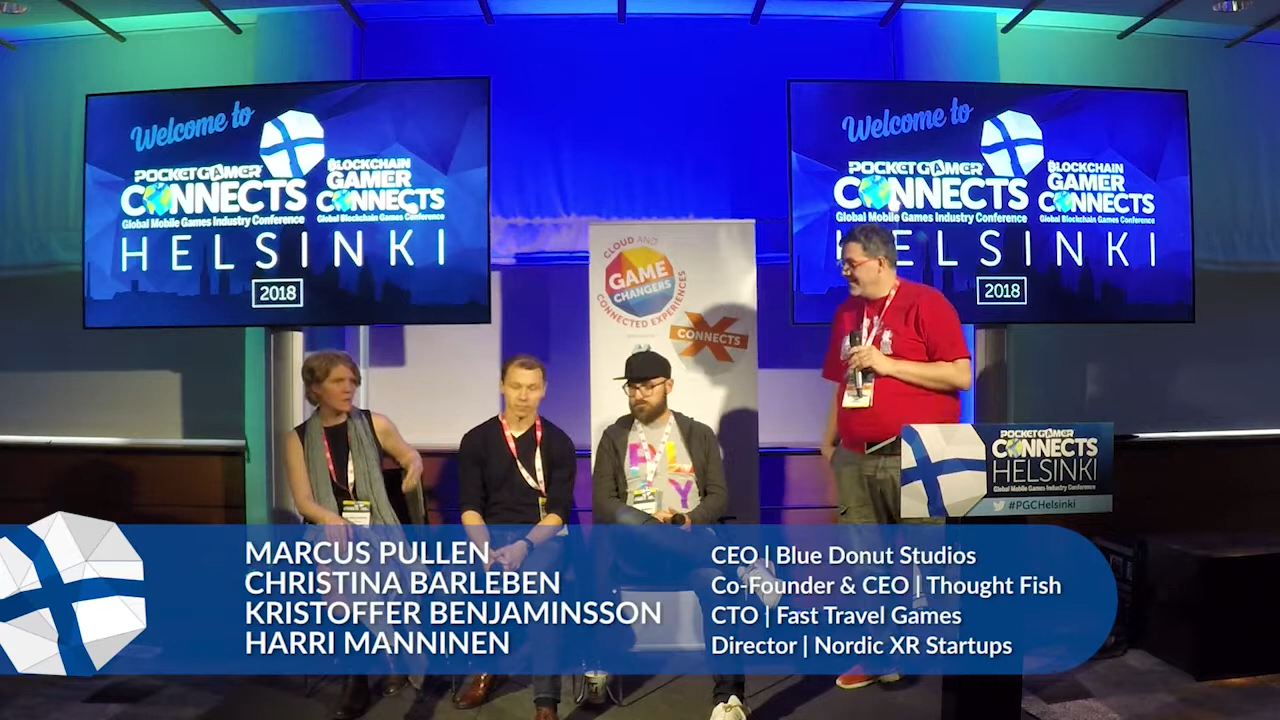 Welcome to
POCKET GAMER
CONNECTS
Global Mobile Games Industry Conference
BLOCKCHAIN
GAMER
CONNECTS
Global Blockchain Games Conference
HELSINKI
2018
Welcome to
POCKET GAMER
CONNECTS
Global Mobile Games Industry Conference
BLOCKCHAIN
GAMER
CONNECTS
Global Blockchain Games Conference
HELSINKI
2018
CLOUD AND
GAME
CHANGERS
CONNECTED EXPERIENCES
CONNECTS
POCKET GAMER
CONNECTS
HELSINKI
Global Mobile Games Industry Conference
#PGCHelsinki
MARCUS PULLEN CEO | Blue Donut Studios
CHRISTINA BARLEBEN Co-Founder & CEO | Thought Fish
KRISTOFFER BENJAMINSSON CTO | Fast Travel Games
HARRI MANNINEN Director | Nordic XR Startups